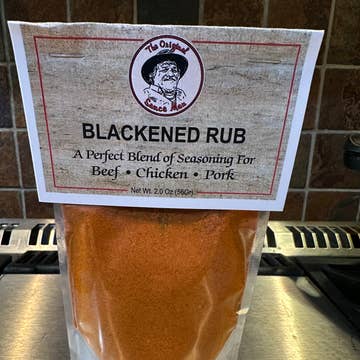 The Original
Sauce Man
BLACKENED RUB
A Perfect Blend of Seasoning For
Beef • Chicken • Pork
Net Wt. 2.0 Oz (56Gr)